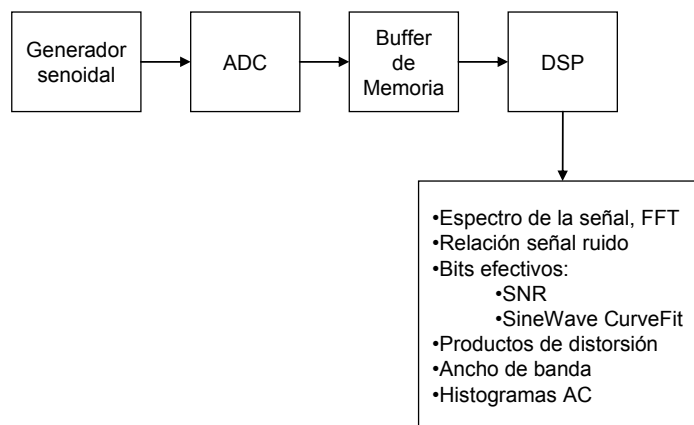 Generador
senoidal
ADC
Buffer
de
Memoria
DSP
•Espectro de la señal, FFT
•Relación señal ruido
•Bits efectivos:
•SNR
•SineWave CurveFit
•Productos de distorsión
•Ancho de banda
•Histogramas AC